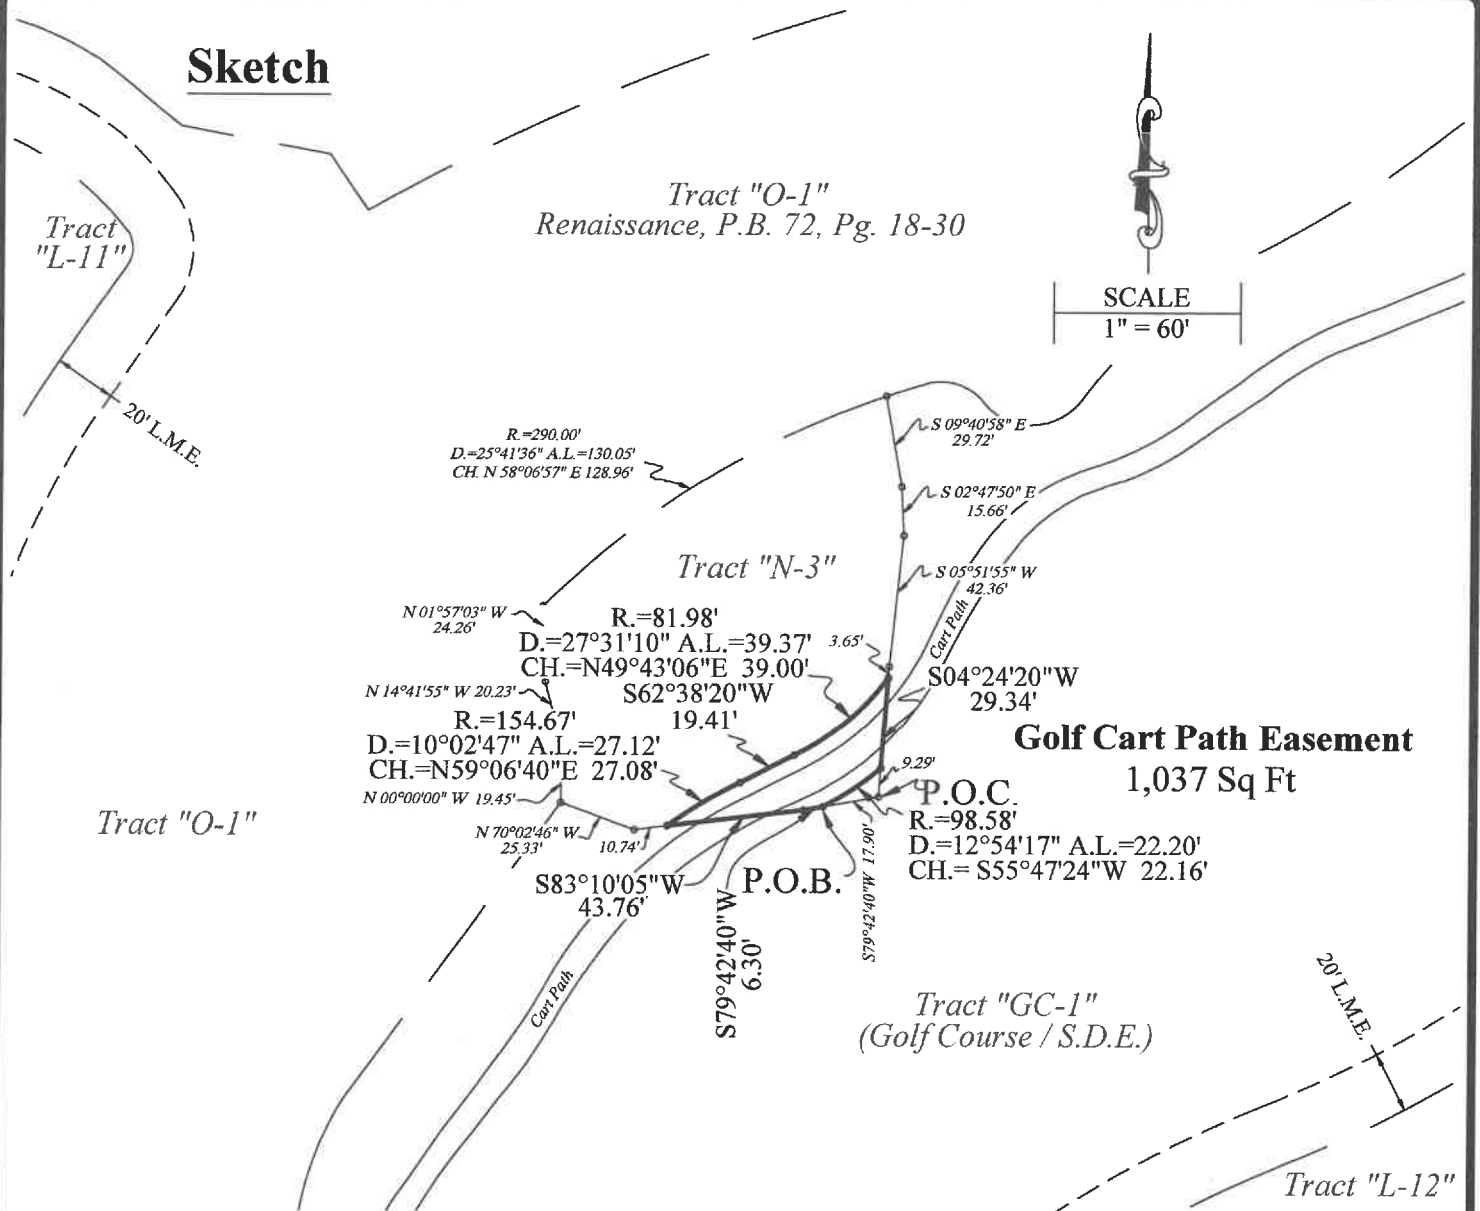 Sketch
Tract "O-1"
Renaissance, P.B. 72, Pg. 18-30
Tract
"L-11"
SCALE
1" = 60'
20' L.M.E.
R.=290.00'
D.=25°41'36" A.L.=130.05'
CH. N 58°06'57" E 128.96'
S 09°40'58" E
29.72'
S 02°47'50" E
15.66'
Tract "N-3"
S 05°51'55" W
42.36'
N 01°57'03" W
24.26'
R.=81.98'
D.=27°31'10" A.L.=39.37'
CH.=N49°43'06"E 39.00'
3.65'
Cart Path
S04°24'20"W
29.34'
N 14°41'55" W 20.23'
S62°38'20"W
19.41'
R.=154.67'
D.=10°02'47" A.L.=27.12'
CH.=N59°06'40"E 27.08'
Golf Cart Path Easement
1,037 Sq Ft
9.29'
N 00°00'00" W 19.45'
P.O.C.
Tract "O-1"
R.=98.58'
D.=12°54'17" A.L.=22.20'
CH.= S55°47'24"W 22.16'
N 70°02'46" W
25.33'
10.74'
S83°10'05"W
43.76'
P.O.B.
S79°42'40"W
6.30'
S79°42'40"W 17.90'
Cart Path
Tract "GC-1"
(Golf Course / S.D.E.)
20' L.M.E.
Tract "L-12"